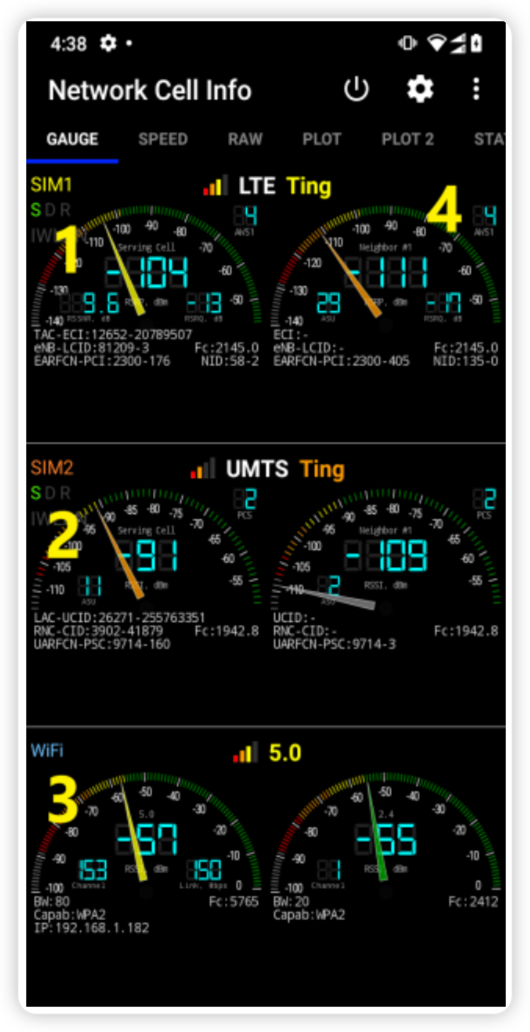 4:38
Network Cell Info
GAUGE SPEED RAW PLOT PLOT 2 STA
SIM1 LTE Ting
S D R
1
4
-140 -120 -110 -100 -90 -80 -70 -60 -50
Serving Cell
-104
RSRP, dBm
9.6
RSSNR, dB
-13
RSRQ, dB
4
AWS1
TAC-ECI:12652-20789507
eNB-LCID:81209-3 Fc:2145.0
EARFCN-PCI:2300-176 NID:58-2
-140 -130 -120 -110 -100 -90 -80 -70 -60 -50
Neighbor #1
-111
RSRP, dBm
29
ASU
-17
RSRQ, dB
4
AWS1
ECI:-
eNB-LCID:- Fc:2145.0
EARFCN-PCI:2300-405 NID:135-0
SIM2 UMTS Ting
S D R
2
-110 -105 -100 -95 -90 -85 -80 -75 -70 -65 -60 -55
Serving Cell
-91
RSSI, dBm
11
ASU
2
PCS
LAC-UCID:26271-255763351
RNC-CID:3902-41879 Fc:1942.8
UARFCN-PSC:9714-160
-110 -105 -100 -95 -90 -85 -80 -75 -70 -65 -60 -55
Neighbor #1
-109
RSSI, dBm
2
ASU
2
PCS
UCID:-
RNC-CID:- Fc:1942.8
UARFCN-PSC:9714-3
WiFi 5.0
3
-100 -90 -80 -70 -60 -50 -40 -30 -20 -10 0
5.0
-57
RSSI, dBm
153
Channel
150
Link, Mbps
BW:80 Fc:5765
Capab:WPA2
IP:192.168.1.182
-100 -90 -80 -70 -60 -50 -40 -30 -20 -10 0
2.4
-55
RSSI, dBm
1
Channel
BW:20 Fc:2412
Capab:WPA2